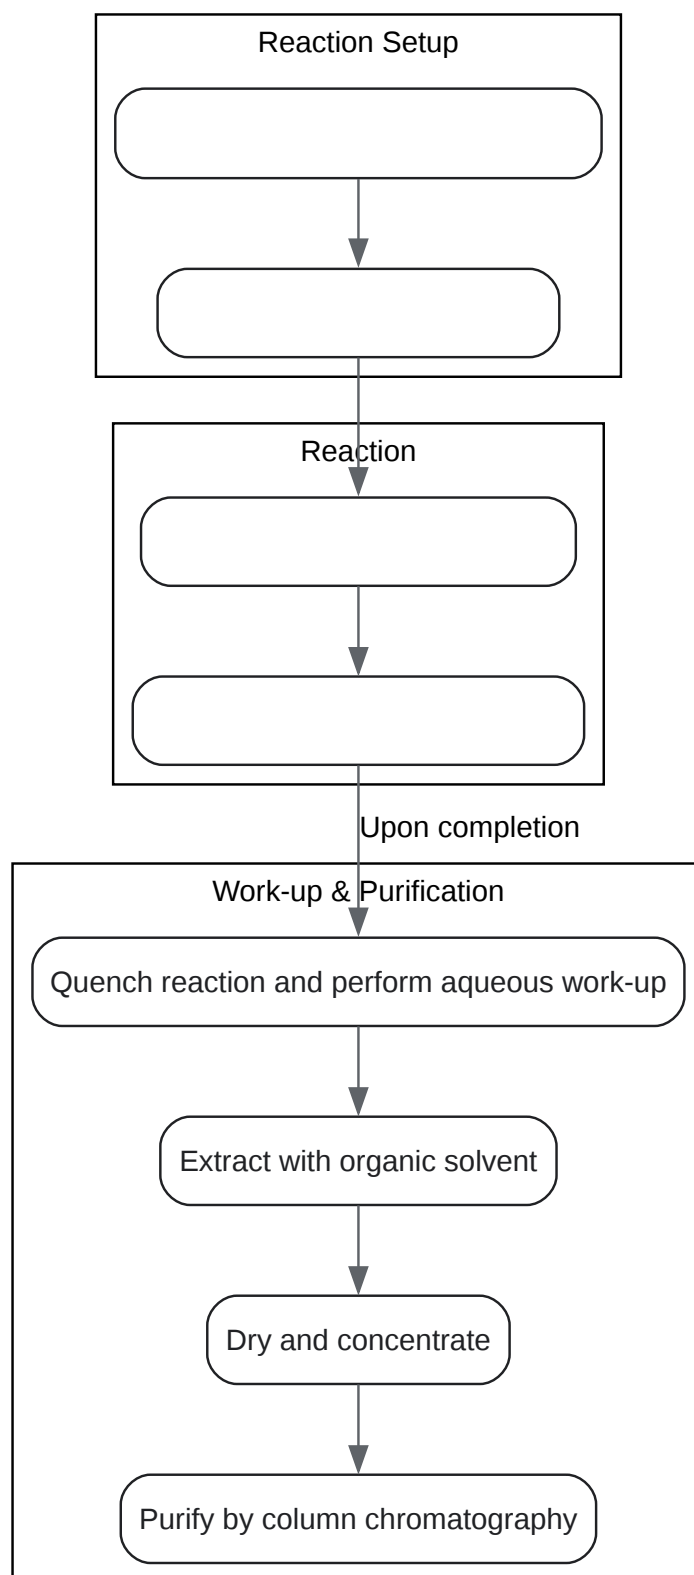 Reaction Setup
Reaction
Upon completion
Work-up & Purification
Quench reaction and perform aqueous work-up
Extract with organic solvent
Dry and concentrate
Purify by column chromatography